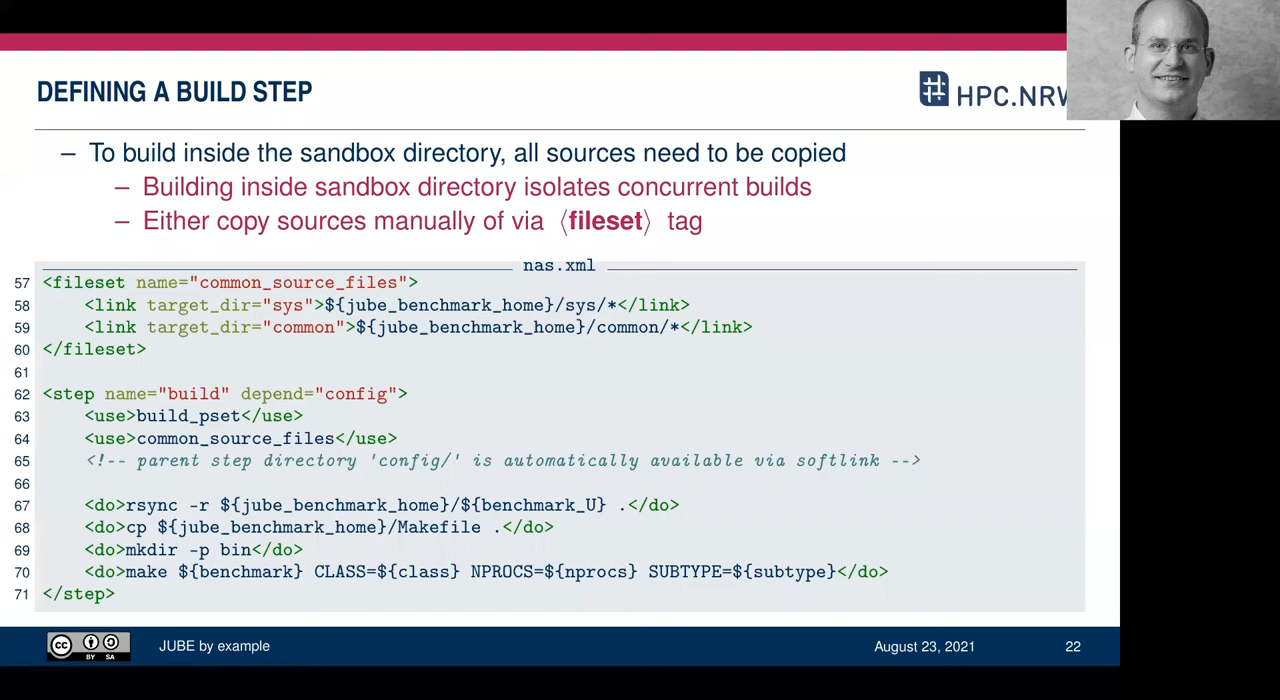 DEFINING A BUILD STEP
HPC.NRW
– To build inside the sandbox directory, all sources need to be copied
– Building inside sandbox directory isolates concurrent builds
– Either copy sources manually of via ⟨fileset⟩ tag
nas.xml
57 <fileset name="common_source_files">
58     <link target_dir="sys">${jube_benchmark_home}/sys/*</link>
59     <link target_dir="common">${jube_benchmark_home}/common/*</link>
60 </fileset>
61
62 <step name="build" depend="config">
63     <use>build_pset</use>
64     <use>common_source_files</use>
65     <!-- parent step directory 'config/' is automatically available via softlink -->
66
67     <do>rsync -r ${jube_benchmark_home}/${benchmark_U} .</do>
68     <do>cp ${jube_benchmark_home}/Makefile .</do>
69     <do>mkdir -p bin</do>
70     <do>make ${benchmark} CLASS=${class} NPROCS=${nprocs} SUBTYPE=${subtype}</do>
71 </step>
cc BY SA
JUBE by example
August 23, 2021
22